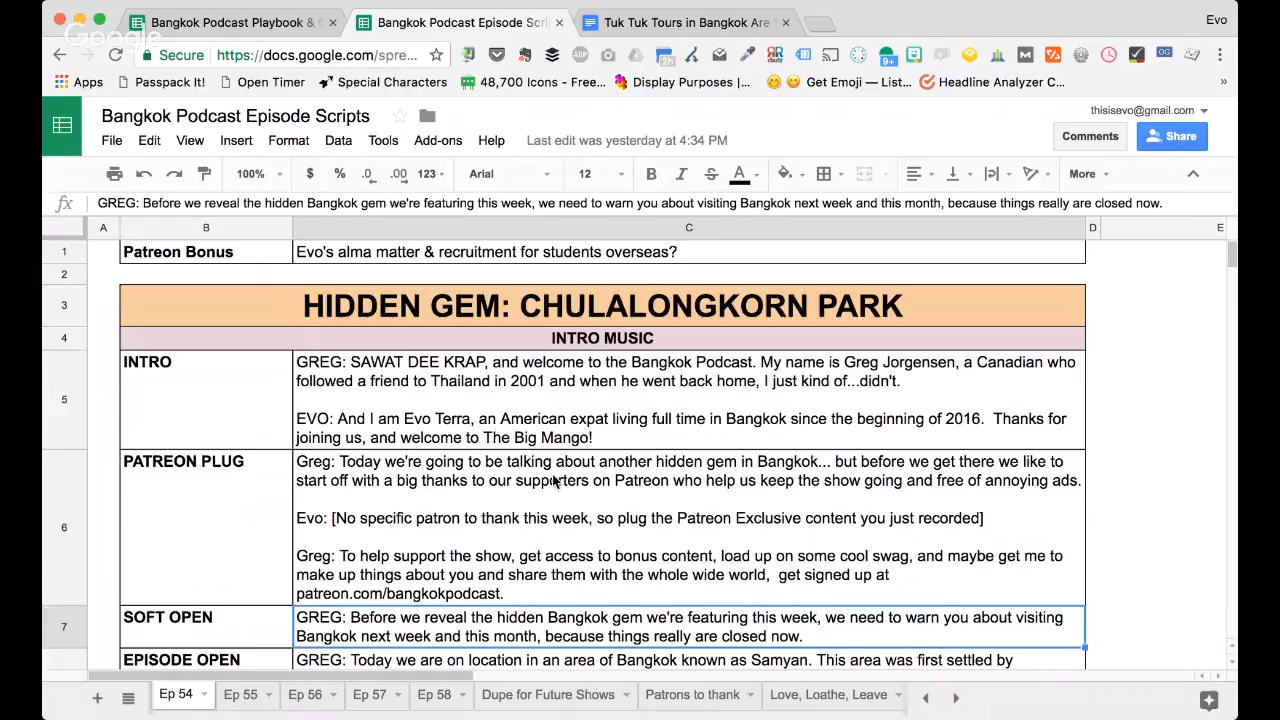 Bangkok Podcast Playbook & C
Bangkok Podcast Episode Scri
Tuk Tuk Tours in Bangkok Are
Evo
Google
Secure
https://docs.google.com/spre...
Apps
Passpack It!
Open Timer
Special Characters
48,700 Icons - Fre...
Display Purposes |...
Get Emoji — List...
Headline Analyzer C...
Bangkok Podcast Episode Scripts
thisisevo@gmail.com
File Edit View Insert Format Data Tools Add-ons Help
Last edit was yesterday at 4:34 PM
Comments
Share
100%
$ % .0 .00 123
Arial
12
B I S A
More
fx
GREG: Before we reveal the hidden Bangkok gem we're featuring this week, we need to warn you about visiting Bangkok next week and this month, because things really are closed now.
A B C D E
1 Patreon Bonus Evo's alma matter & recruitment for students overseas?
2
3 HIDDEN GEM: CHULALONGKORN PARK
4 INTRO MUSIC
5 INTRO
GREG: SAWAT DEE KRAP, and welcome to the Bangkok Podcast. My name is Greg Jorgensen, a Canadian who
followed a friend to Thailand in 2001 and when he went back home, I just kind of...didn't.
EVO: And I am Evo Terra, an American expat living full time in Bangkok since the beginning of 2016.  Thanks for
joining us, and welcome to The Big Mango!
6 PATREON PLUG
Greg: Today we're going to be talking about another hidden gem in Bangkok... but before we get there we like to
start off with a big thanks to our supporters on Patreon who help us keep the show going and free of annoying ads.
Evo: [No specific patron to thank this week, so plug the Patreon Exclusive content you just recorded]
Greg: To help support the show, get access to bonus content, load up on some cool swag, and maybe get me to
make up things about you and share them with the whole wide world,  get signed up at
patreon.com/bangkokpodcast.
7 SOFT OPEN
GREG: Before we reveal the hidden Bangkok gem we're featuring this week, we need to warn you about visiting
Bangkok next week and this month, because things really are closed now.
EPISODE OPEN
GREG: Today we are on location in an area of Bangkok known as Samyan. This area was first settled by
Ep 54
Ep 55
Ep 56
Ep 57
Ep 58
Dupe for Future Shows
Patrons to thank
Love, Loathe, Leave